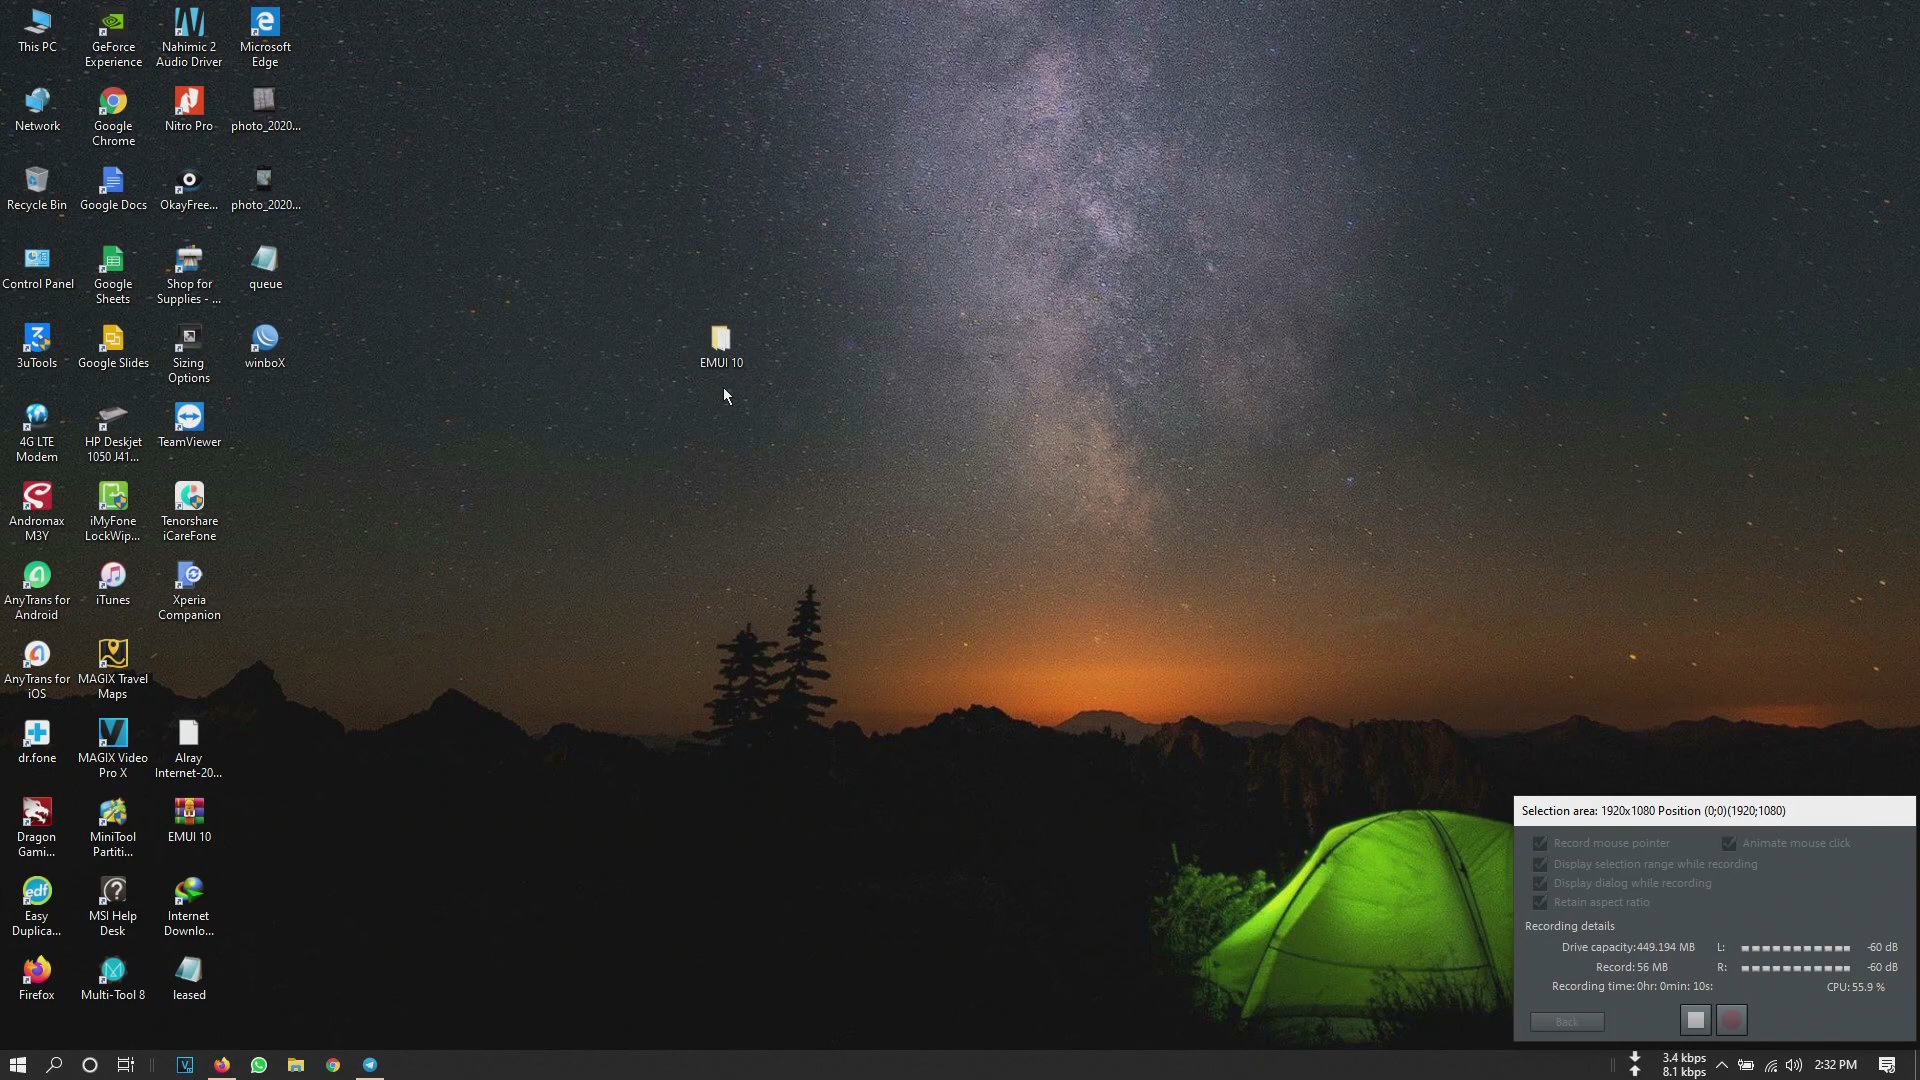 This PC
GeForce
Experience
Nahimic 2
Audio Driver
Microsoft
Edge
Network
Google
Chrome
Nitro Pro
photo_2020...
Recycle Bin
Google Docs
OkayFree...
photo_2020...
Control Panel
Google
Sheets
Shop for
Supplies - ...
queue
3uTools
Google Slides
Sizing
Options
winboX
EMUI 10
4G LTE
Modem
HP Deskjet
1050 J41...
TeamViewer
Andromax
M3Y
iMyFone
LockWip...
Tenorshare
iCareFone
AnyTrans for
Android
iTunes
Xperia
Companion
AnyTrans for
iOS
MAGIX Travel
Maps
dr.fone
MAGIX Video
Pro X
Alray
Internet-20...
Dragon
Gami...
MiniTool
Partiti...
EMUI 10
edf
Easy
Duplica...
MSI Help
Desk
Internet
Downlo...
Firefox
Multi-Tool 8
leased
Selection area: 1920x1080 Position (0;0)(1920;1080)
Record mouse pointer
Animate mouse click
Display selection range while recording
Display dialog while recording
Retain aspect ratio
Recording details
Drive capacity: 449.194 MB L: -60 dB
Record: 56 MB R: -60 dB
Recording time: 0hr: 0min: 10s:
CPU: 55.9 %
Back
3.4 kbps
8.1 kbps
2:32 PM